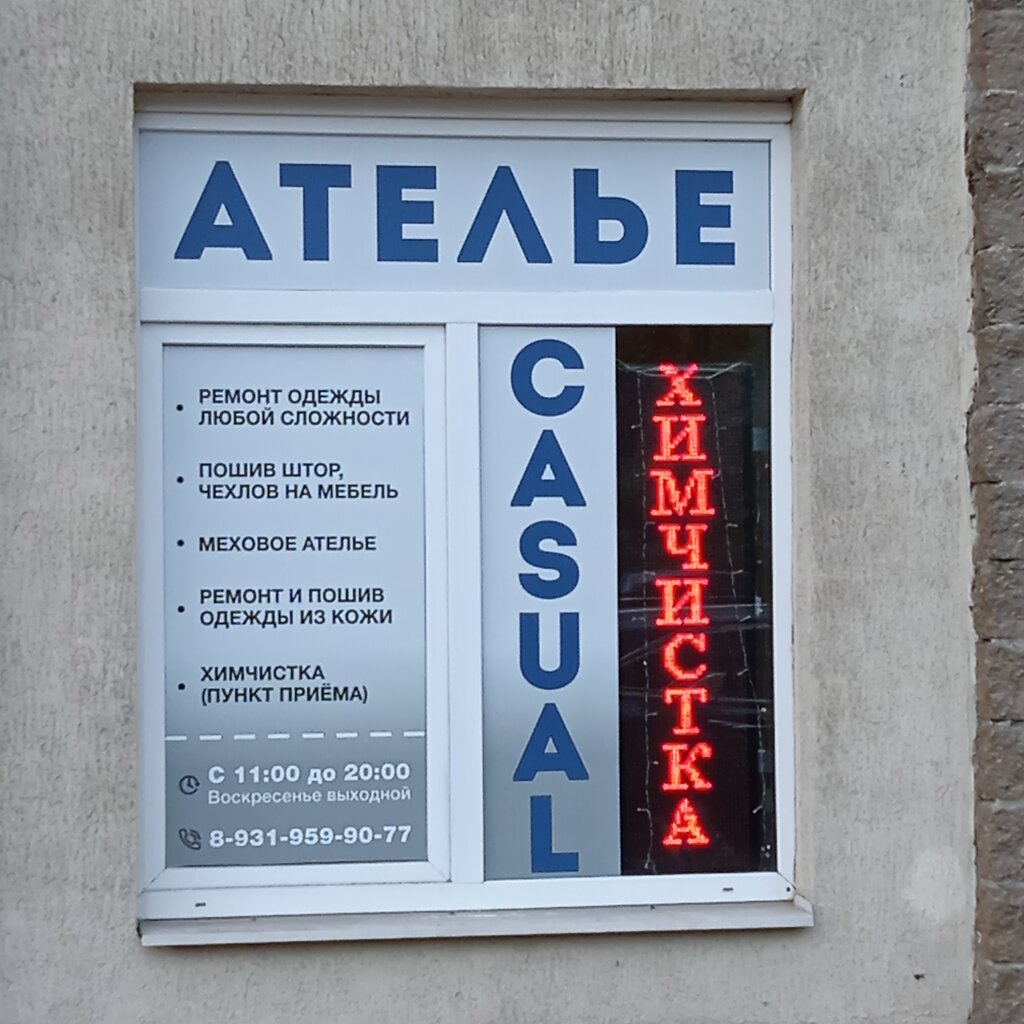 АТЕЛЬЕ
РЕМОНТ ОДЕЖДЫ
ЛЮБОЙ СЛОЖНОСТИ
ПОШИВ ШТОР,
ЧЕХЛОВ НА МЕБЕЛЬ
МЕХОВОЕ АТЕЛЬЕ
РЕМОНТ И ПОШИВ
ОДЕЖДЫ ИЗ КОЖИ
ХИМЧИСТКА
(ПУНКТ ПРИЁМА)
С 11:00 до 20:00
Воскресенье выходной
8-931-959-90-77
CASUAL
ХИМЧИСТКА